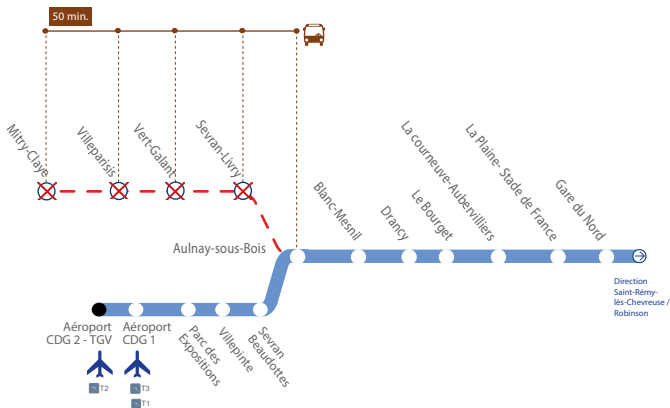 50 min.
Mitry-Claye
Villeparisis
Vert-Galant
Sevran-Livry
Aulnay-sous-Bois
Blanc-Mesnil
Drancy
Le Bourget
La courneuve-Aubervilliers
La Plaine- Stade de France
Gare du Nord
Direction
Saint-Rémy-
lès-Chevreuse /
Robinson
Aéroport
CDG 2 - TGV
T2
Aéroport
CDG 1
T3
T1
Parc des
Expositions
Villepinte
Sevran
Beaudottes